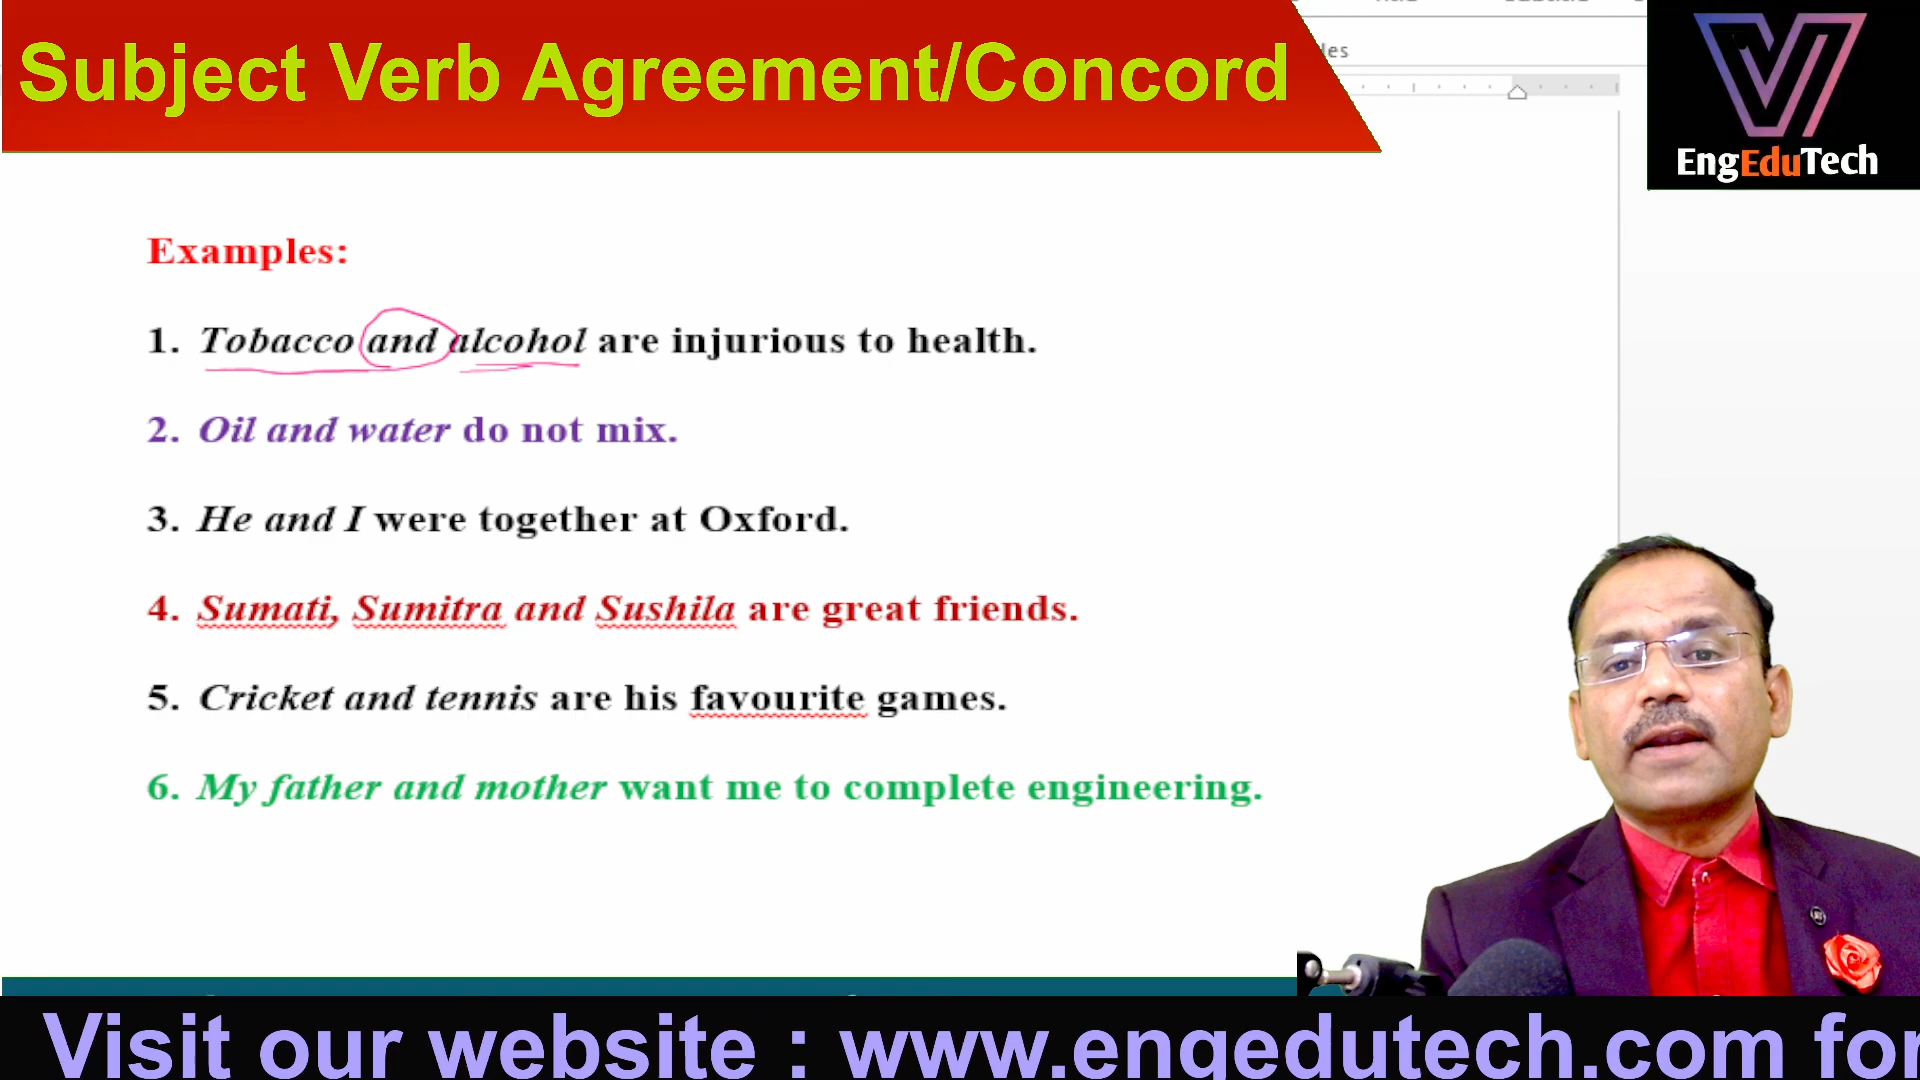 Subject Verb Agreement/Concord
EngEduTech
Examples:
1. Tobacco and alcohol are injurious to health.
2. Oil and water do not mix.
3. He and I were together at Oxford.
4. Sumati, Sumitra and Sushila are great friends.
5. Cricket and tennis are his favourite games.
6. My father and mother want me to complete engineering.
Visit our website : www.engedutech.com for